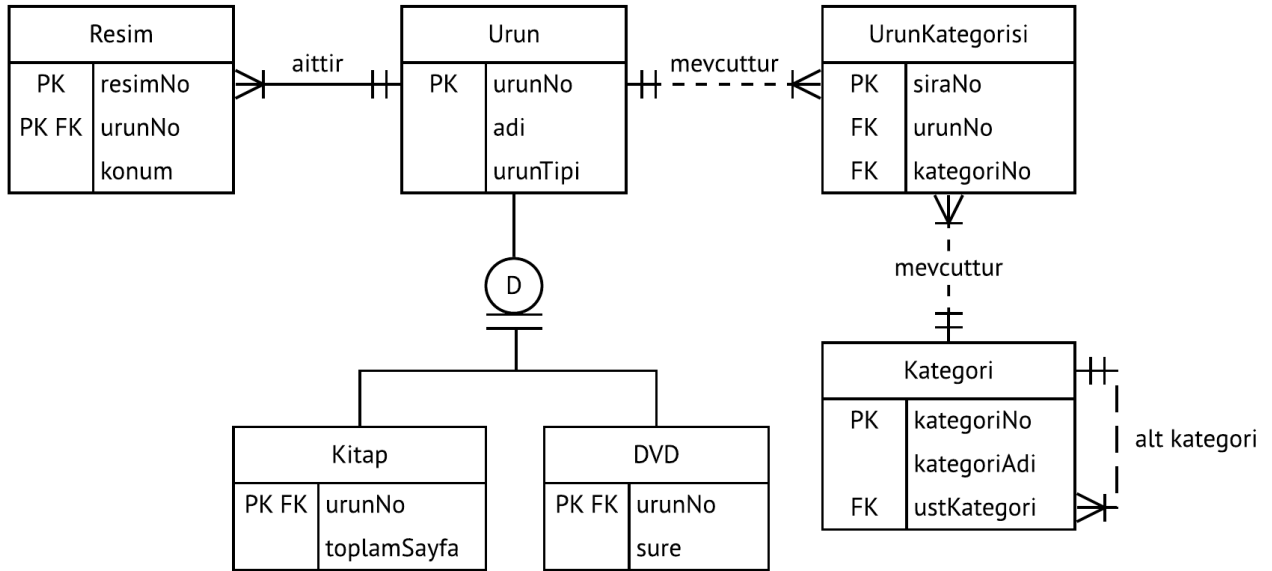 Resim
PK resimNo
PK FK urunNo
konum
aittir
Urun
PK urunNo
adi
urunTipi
mevcuttur
UrunKategorisi
PK siraNo
FK urunNo
FK kategoriNo
mevcuttur
D
Kitap
PK FK urunNo
toplamSayfa
DVD
PK FK urunNo
sure
Kategori
PK kategoriNo
kategoriAdi
FK ustKategori
alt kategori